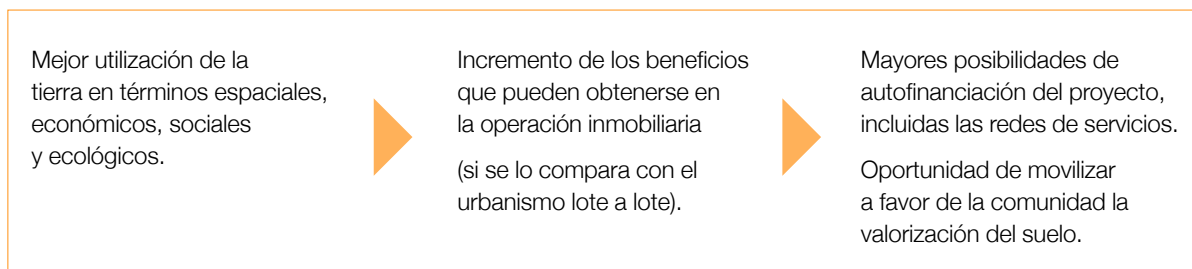 Mejor utilización de la
tierra en términos espaciales,
económicos, sociales
y ecológicos.
Incremento de los beneficios
que pueden obtenerse en
la operación inmobiliaria
(si se lo compara con el
urbanismo lote a lote).
Mayores posibilidades de
autofinanciación del proyecto,
incluidas las redes de servicios.
Oportunidad de movilizar
a favor de la comunidad la
valorización del suelo.